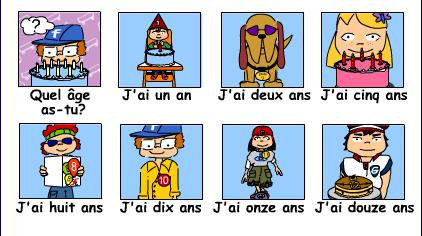 ?
F
Quel âge
as-tu?
J'ai un an
J'ai deux ans
J'ai cinq ans
J'ai huit ans
F
10
J'ai dix ans
J'ai onze ans
J'ai douze ans